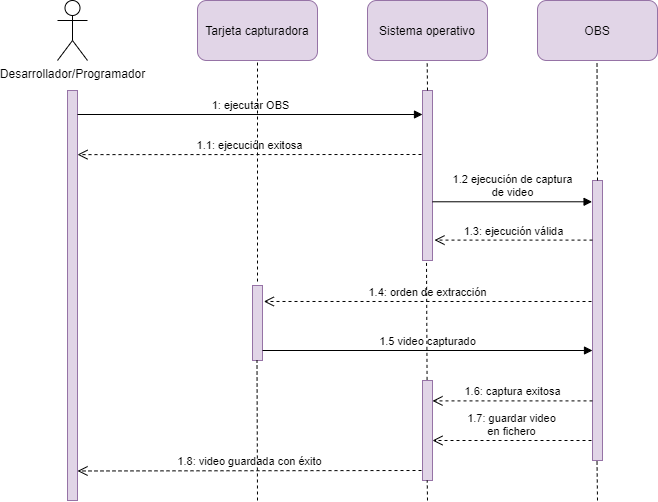 Tarjeta capturadora
Sistema operativo
OBS
Desarrollador/Programador
1: ejecutar OBS
1.1: ejecución exitosa
1.2 ejecución de captura
de video
1.3: ejecución válida
1.4: orden de extracción
1.5 video capturado
1.6: captura exitosa
1.7: guardar video
en fichero
1.8: video guardada con éxito